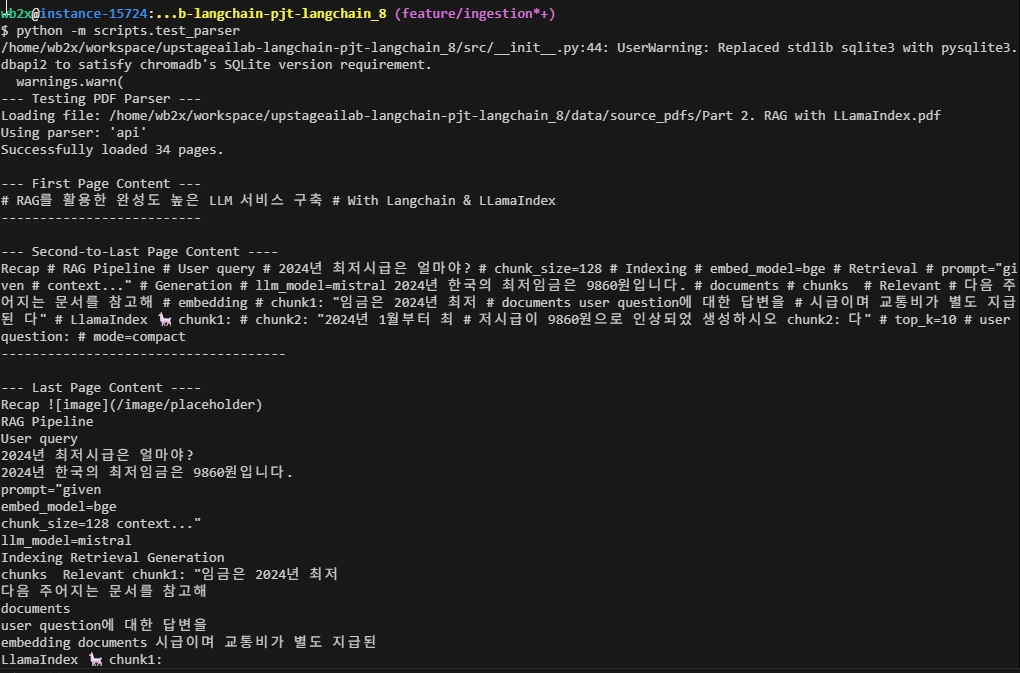 wb2x@instance-15724:...b-langchain-pjt-langchain_8 (feature/ingestion*+)
$ python -m scripts.test_parser
/home/wb2x/workspace/upstageailab-langchain-pjt-langchain_8/src/__init__.py:44: UserWarning: Replaced stdlib sqlite3 with pysqlite3.
dbapi2 to satisfy chromadb's SQLite version requirement.
  warnings.warn(
--- Testing PDF Parser ---
Loading file: /home/wb2x/workspace/upstageailab-langchain-pjt-langchain_8/data/source_pdfs/Part 2. RAG with LLamaIndex.pdf
Using parser: 'api'
Successfully loaded 34 pages.

--- First Page Content ---
# RAG를 활용한 완성도 높은 LLM 서비스 구축 # With Langchain & LLamaIndex
--------------------------

--- Second-to-Last Page Content ----
Recap # RAG Pipeline # User query # 2024년 최저시급은 얼마야? # chunk_size=128 # Indexing # embed_model=bge # Retrieval # prompt="gi
ven # context..." # Generation # llm_model=mistral 2024년 한국의 최저임금은 9860원입니다. # documents # chunks  # Relevant # 다음 주
어지는 문서를 참고해 # embedding # chunk1: "임금은 2024년 최저 # documents user question에 대한 답변을 # 시급이며 교통비가 별도 지급
된 다" # LlamaIndex 🦙 chunk1: # chunk2: "2024년 1월부터 최 # 저시급이 9860원으로 인상되었 생성하시오 chunk2: 다" # top_k=10 # user
question: # mode=compact
-------------------------------------

--- Last Page Content ----
Recap ![image](/image/placeholder)
RAG Pipeline
User query
2024년 최저시급은 얼마야?
2024년 한국의 최저임금은 9860원입니다.
prompt="given
embed_model=bge
chunk_size=128 context..."
llm_model=mistral
Indexing Retrieval Generation
chunks  Relevant chunk1: "임금은 2024년 최저
다음 주어지는 문서를 참고해
documents
user question에 대한 답변을
embedding documents 시급이며 교통비가 별도 지급된
LlamaIndex 🦙 chunk1: